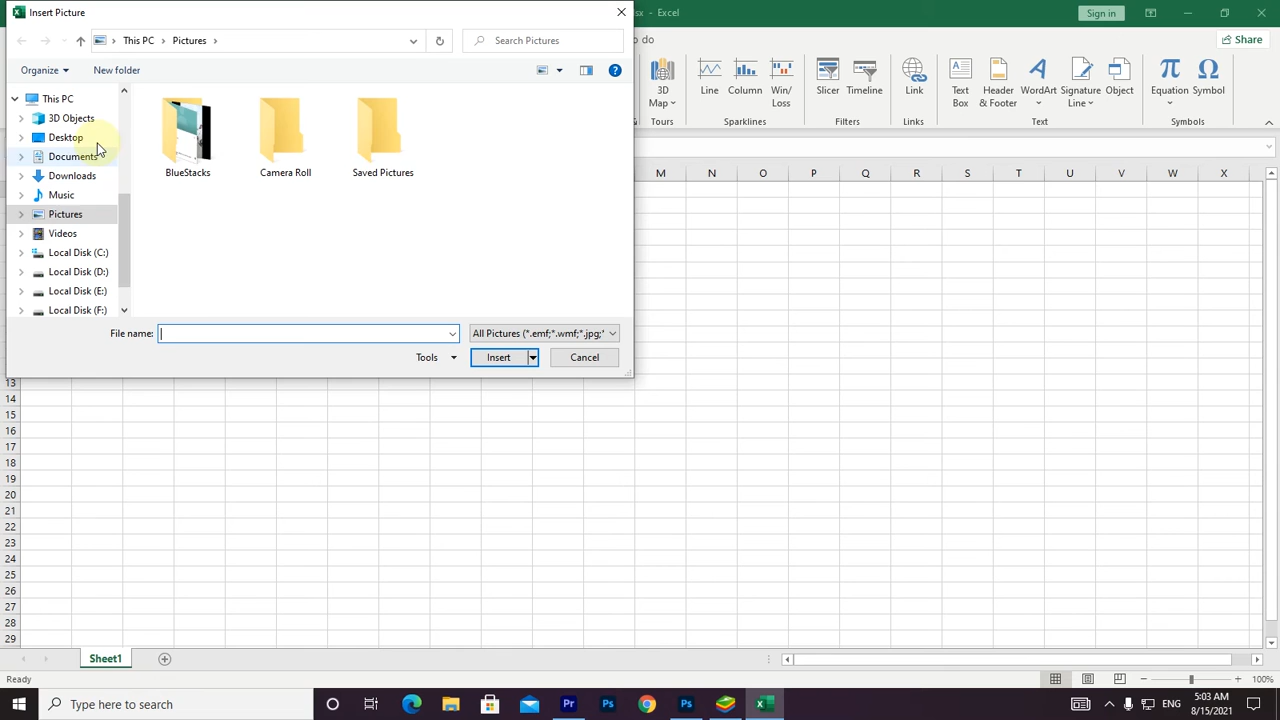 Insert Picture
sx - Excel
Sign in
This PC > Pictures >
Search Pictures
o do
Share
Organize
New folder
This PC
3D Objects
Desktop
Documents
Downloads
Music
Pictures
Videos
Local Disk (C:)
Local Disk (D:)
Local Disk (E:)
Local Disk (F:)
BlueStacks
Camera Roll
Saved Pictures
File name:
All Pictures (*.emf;*.wmf;*.jpg;*
Tools
Insert
Cancel
3D
Map
Tours
Line
Column
Win/
Loss
Sparklines
Slicer
Timeline
Filters
Link
Links
Text
Box
Header
& Footer
WordArt
Signature
Line
Object
Text
Equation
Symbol
Symbols
M N O P Q R S T U V W X
13
14
15
16
17
18
19
20
21
22
23
24
25
26
27
28
29
Sheet1
Ready
100%
Type here to search
ENG
5:03 AM
8/15/2021